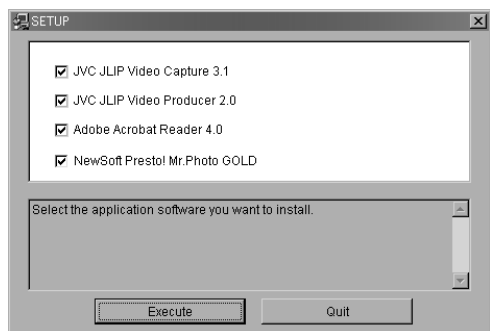 SETUP
JVC JLIP Video Capture 3.1
JVC JLIP Video Producer 2.0
Adobe Acrobat Reader 4.0
NewSoft Presto! Mr.Photo GOLD
Select the application software you want to install.
Execute
Quit